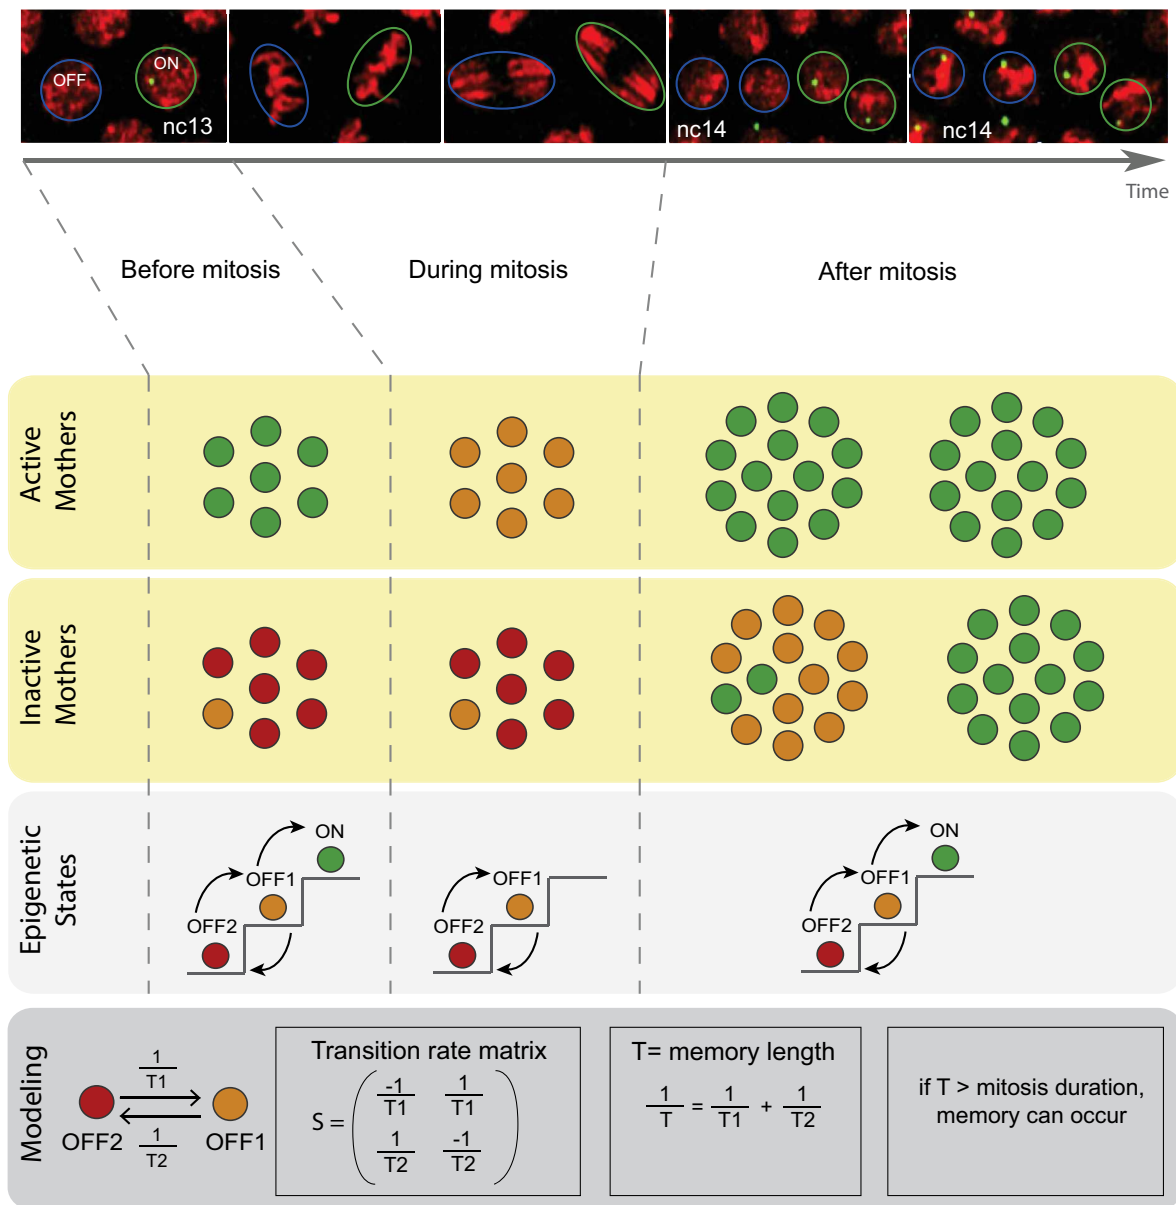 OFF
ON
nc13
nc14
nc14
Time
Before mitosis
During mitosis
After mitosis
Active
Mothers
Inactive
Mothers
Epigenetic
States
OFF2
OFF1
ON
OFF2
OFF1
OFF2
OFF1
ON
Modeling
1
T1
OFF2
OFF1
1
T2
Transition rate matrix
S = ( -1/T1 1/T1
1/T2 -1/T2 )
T= memory length
1/T = 1/T1 + 1/T2
if T > mitosis duration,
memory can occur